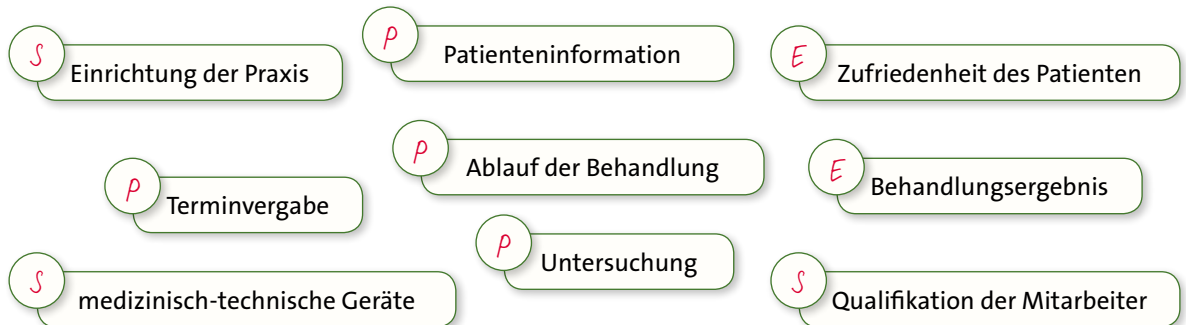 S Einrichtung der Praxis
P Patienteninformation
E Zufriedenheit des Patienten
P Terminvergabe
P Ablauf der Behandlung
E Behandlungsergebnis
S medizinisch-technische Geräte
P Untersuchung
S Qualifikation der Mitarbeiter